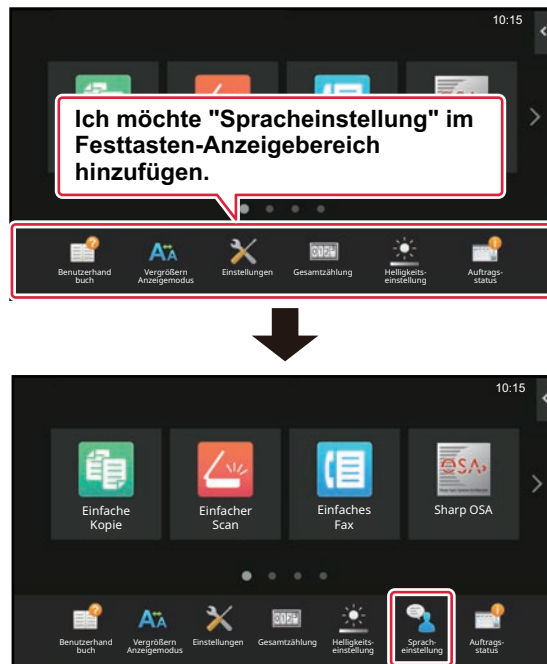 10:15
Ich möchte "Spracheinstellung" im
Festtasten-Anzeigebereich
hinzufügen.
Benutzerhand
buch
Vergrößern
Anzeigemodus
Einstellungen
Gesamtzählung
Helligkeits-
einstellung
Auftrags-
status
10:15
Einfache
Kopie
Einfacher
Scan
Einfaches
Fax
Sharp OSA
Benutzerhand
buch
Vergrößern
Anzeigemodus
Einstellungen
Gesamtzählung
Helligkeits-
einstellung
Sprach-
einstellung
Auftrags-
status